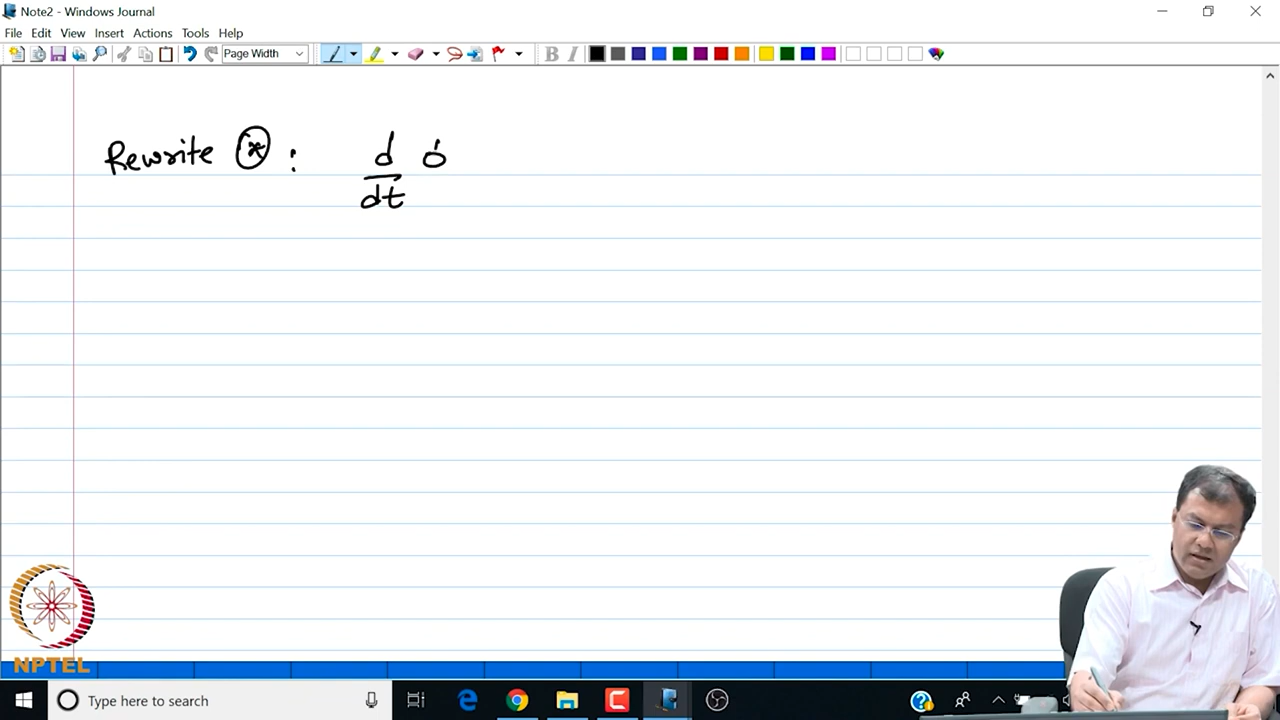 Note2 - Windows Journal
File Edit View Insert Actions Tools Help
Page Width
B I
Rewrite (*) : d/dt
NPTEL
Type here to search